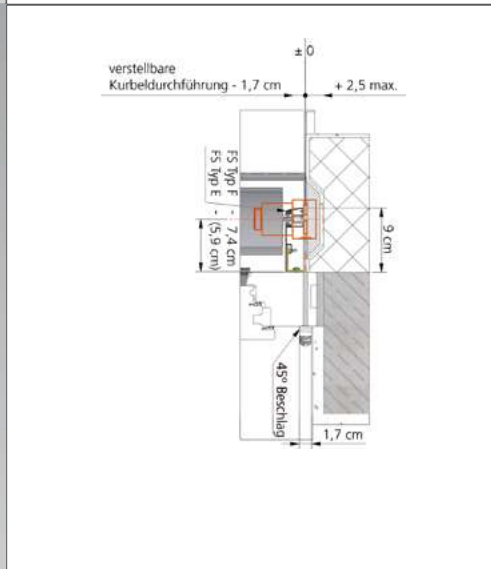 ± 0
verstellbare
Kurbeldurchführung - 1,7 cm
+ 2,5 max.
FS Typ F - 7,4 cm
FS Typ E - (5,9 cm)
9 cm
45° Beschlag
1,7 cm